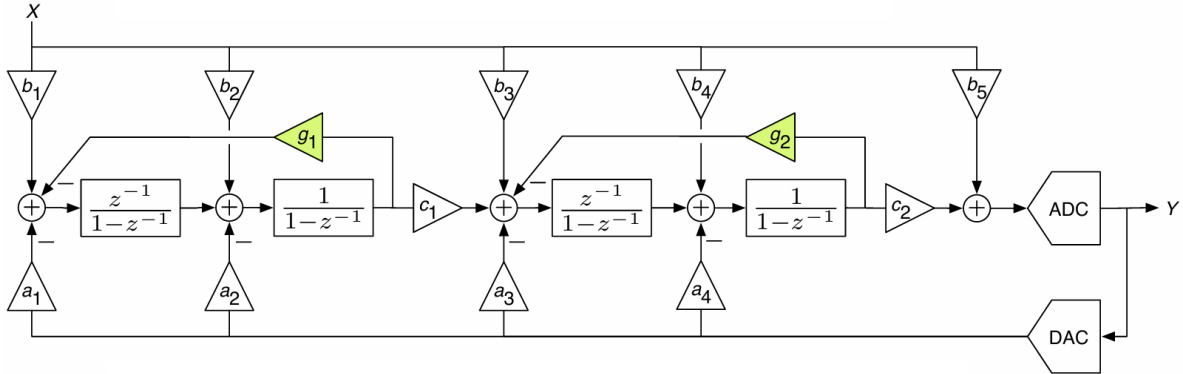 X
b₁ b₂ b₃ b₄ b₅
g₁ g₂
− −
+ z⁻¹/1−z⁻¹ + 1/1−z⁻¹ c₁ + z⁻¹/1−z⁻¹ + 1/1−z⁻¹ c₂ + ADC Y
− − − −
a₁ a₂ a₃ a₄
DAC